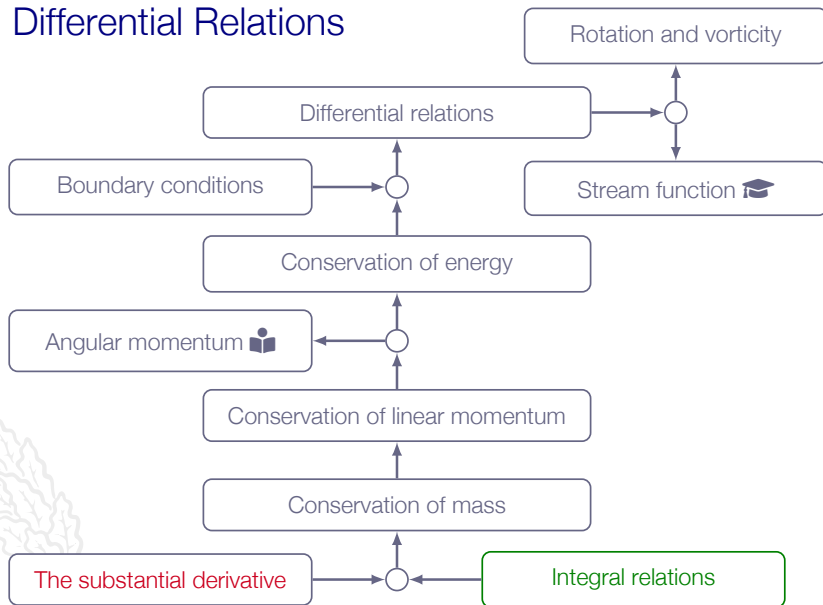 Differential Relations
Rotation and vorticity
Differential relations
Boundary conditions
Stream function
Conservation of energy
Angular momentum
Conservation of linear momentum
Conservation of mass
The substantial derivative
Integral relations